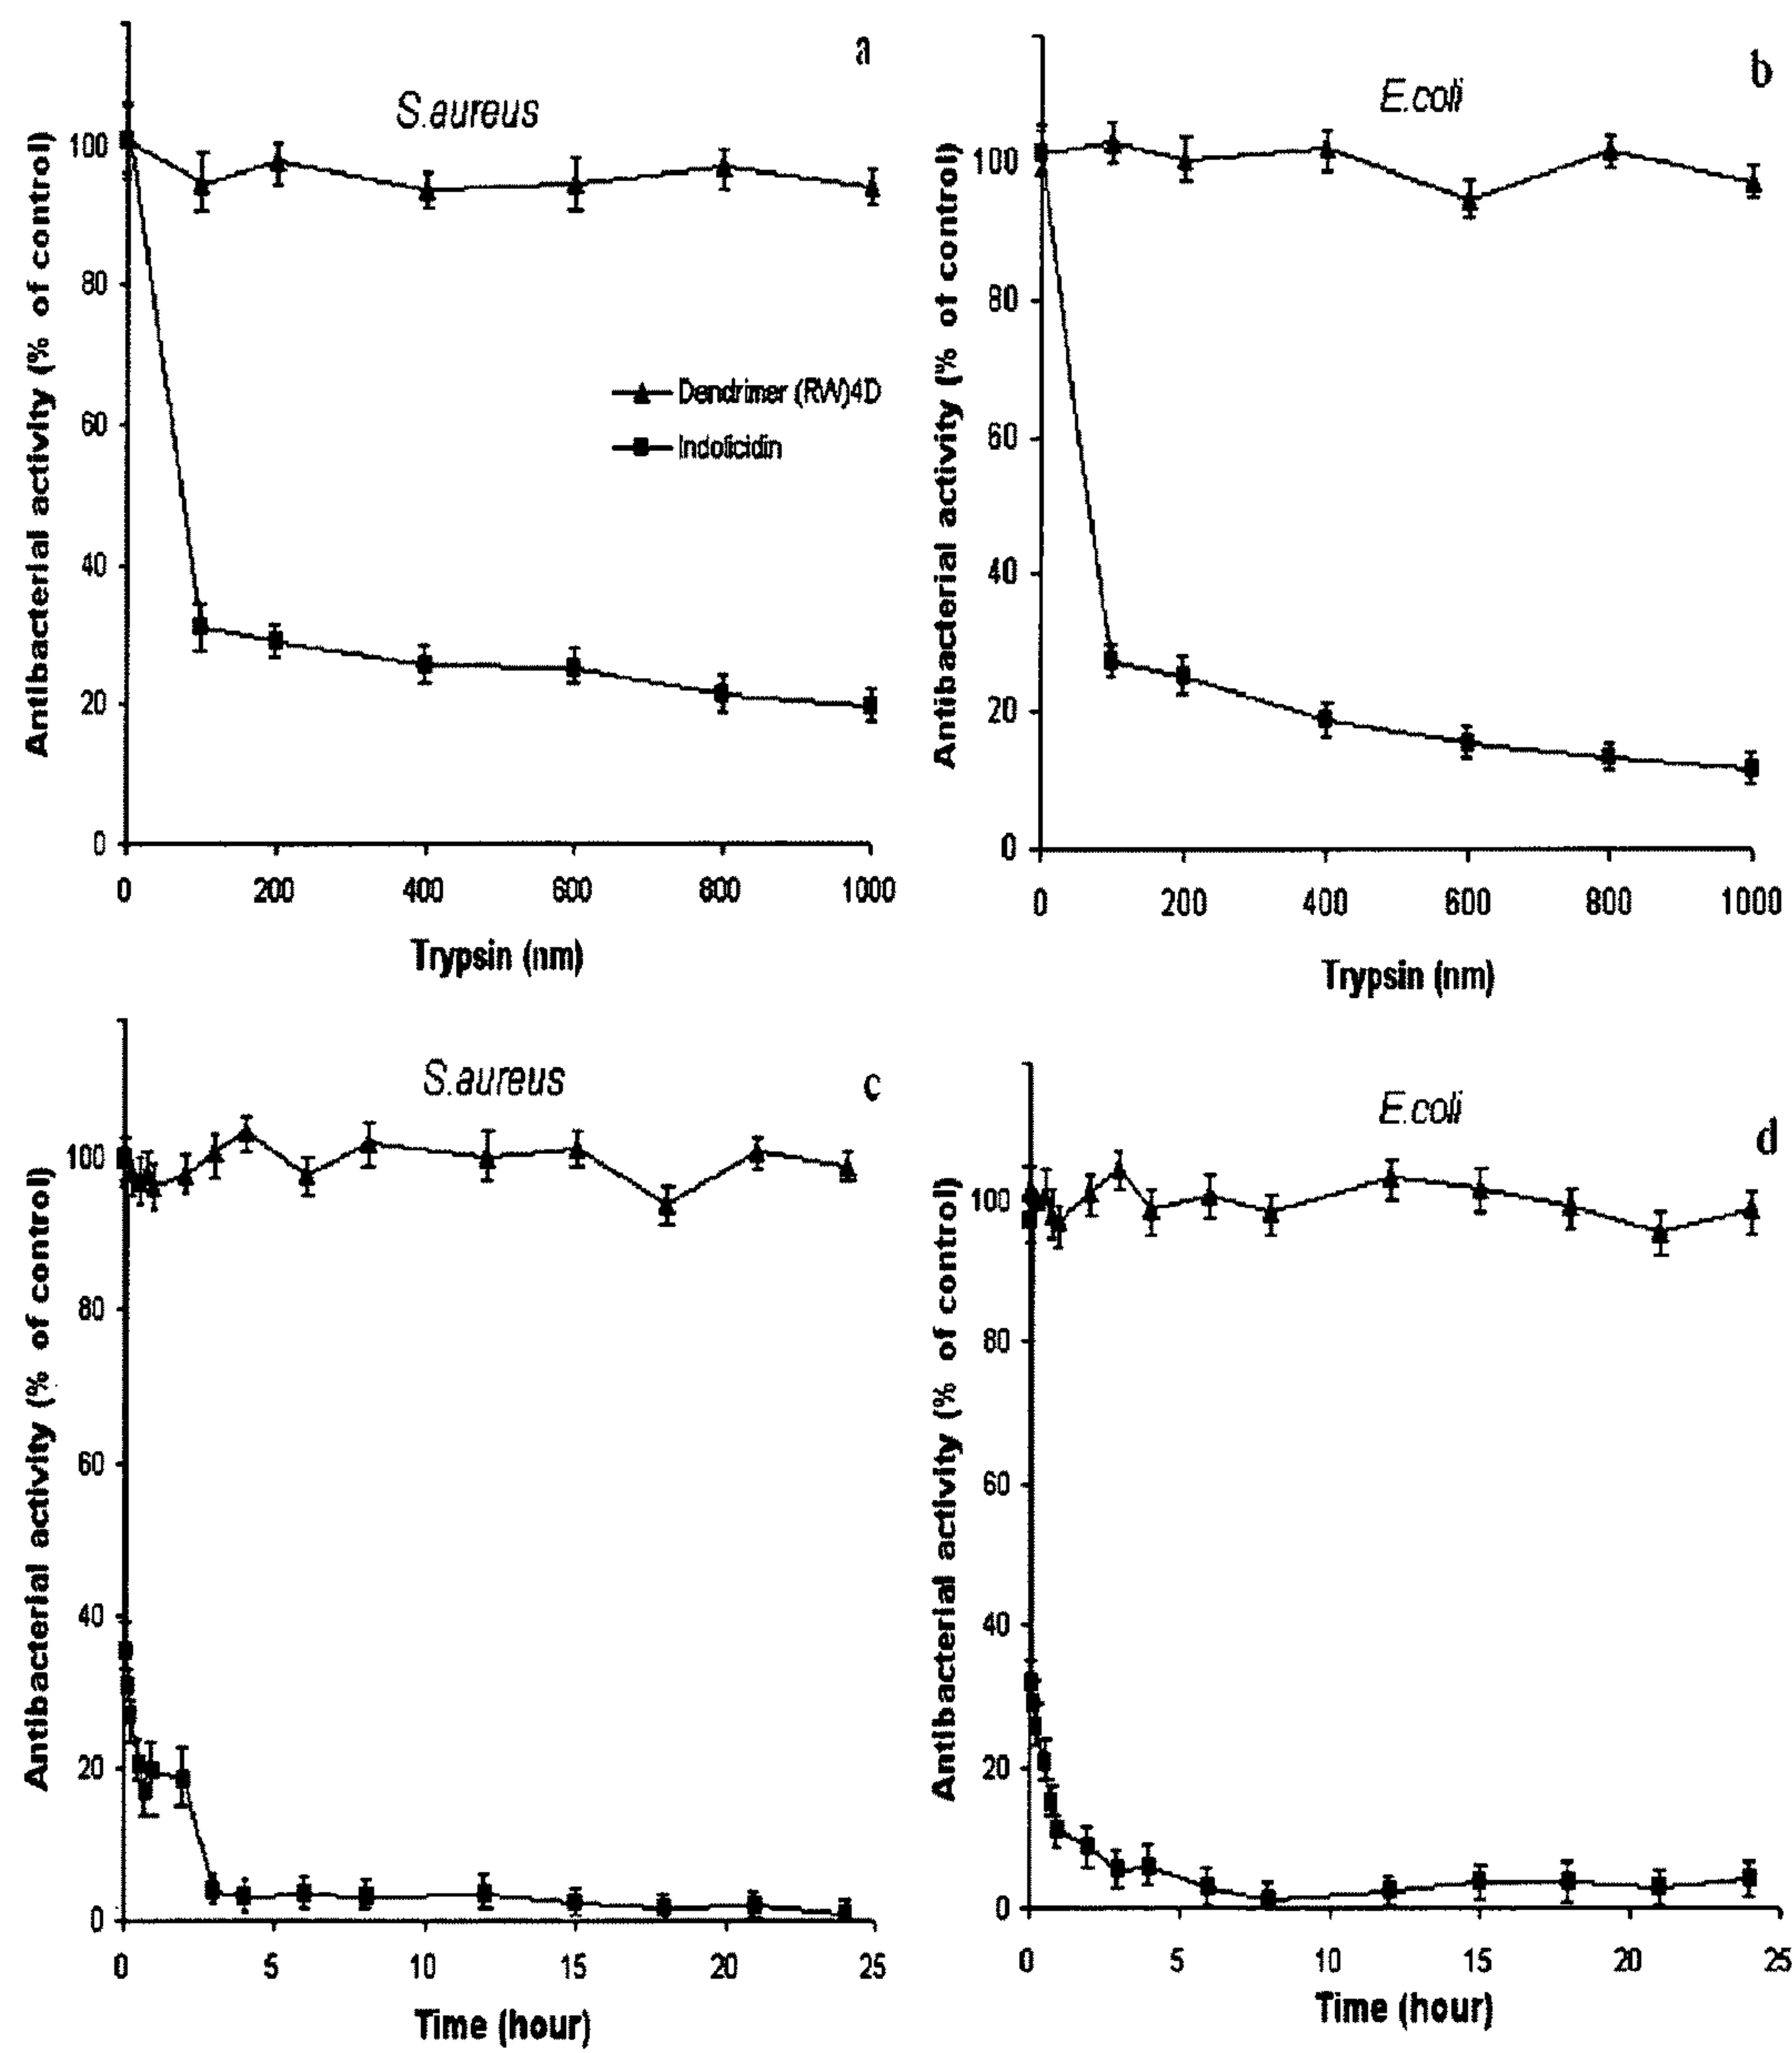 a
S.aureus
Antibacterial activity (% of control)
100
80
60
40
20
0
Dendrimer (RW)4D
Indolicidin
0 200 400 600 800 1000
Trypsin (nm)
b
E.coli
Antibacterial activity (% of control)
100
80
60
40
20
0
0 200 400 600 800 1000
Trypsin (nm)
c
S.aureus
Antibacterial activity (% of control)
100
80
60
40
20
0
0 5 10 15 20 25
Time (hour)
d
E.coli
Antibacterial activity (% of control)
100
80
60
40
20
0
0 5 10 15 20 25
Time (hour)